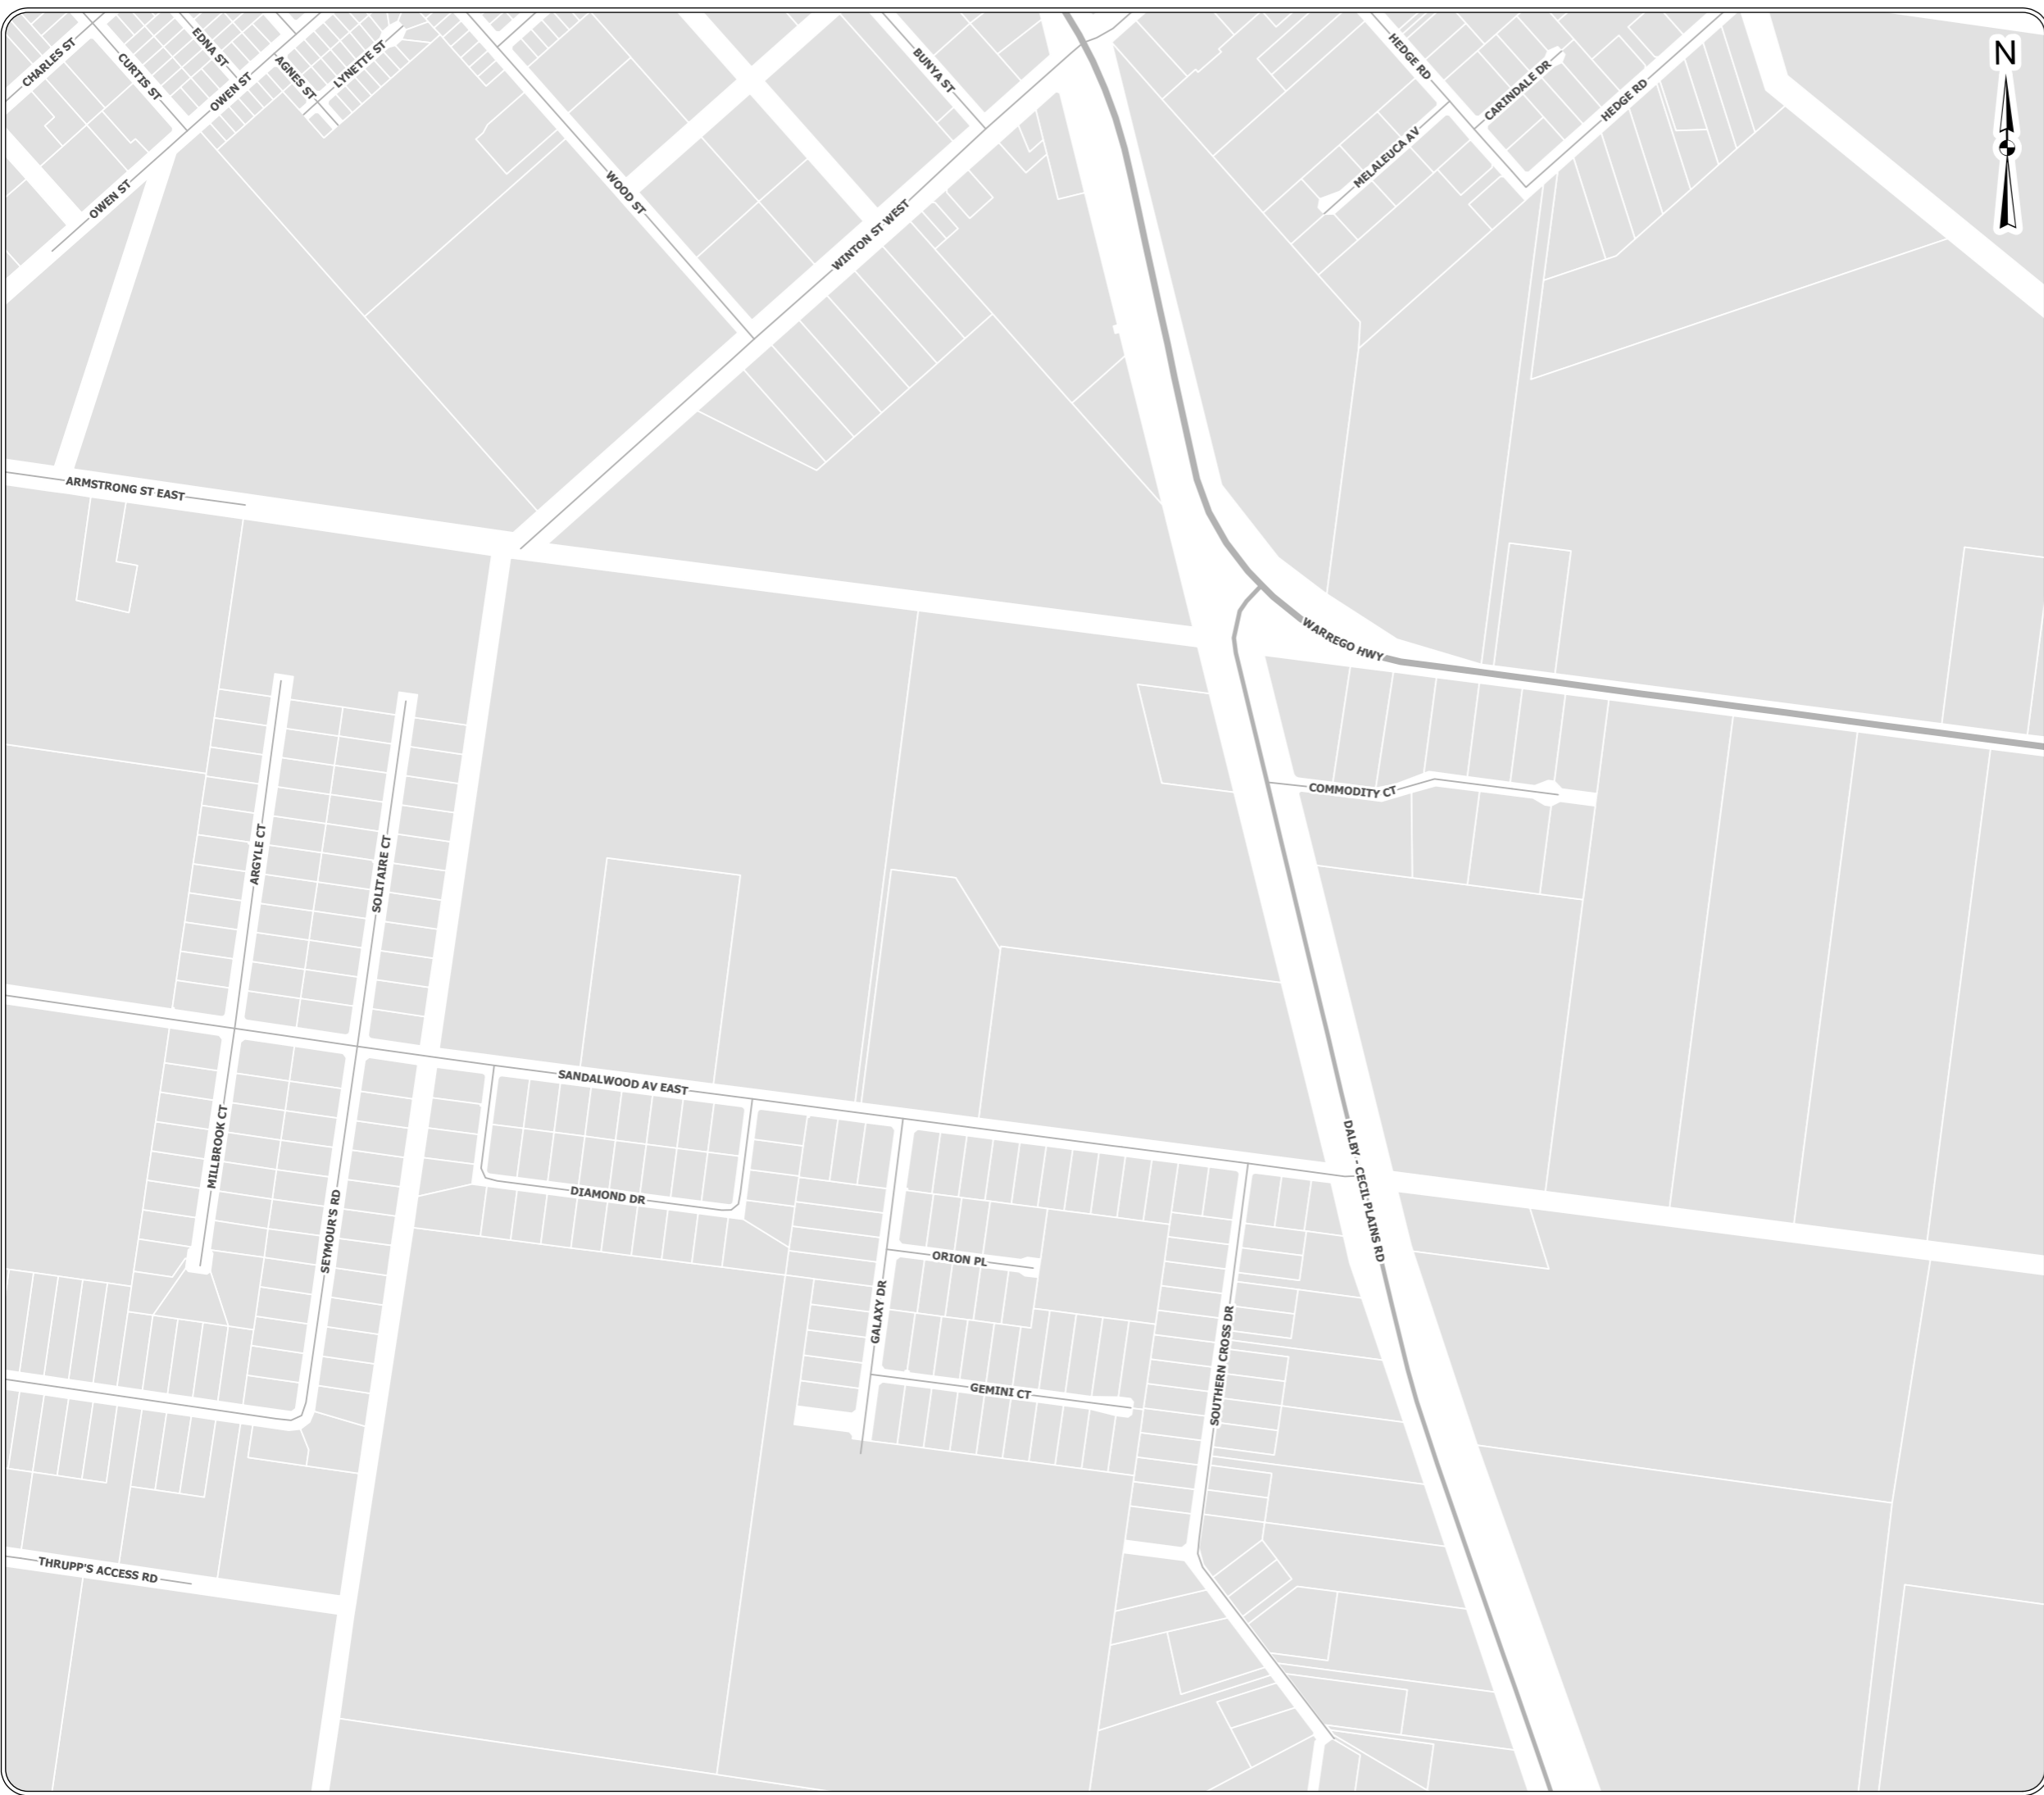 CHARLES ST
CURTIS ST
EDNA ST
AGNES ST
OWEN ST
LYNETTE ST
OWEN ST
BUNYA ST
HEDGE RD
CARINDALE DR
HEDGE RD
MELALEUCA AV
N
WOOD ST
WINTON ST WEST
ARMSTRONG ST EAST
WARREGO HWY
COMMODITY CT
ARGYLE CT
SOLITAIRE CT
SANDALWOOD AV EAST
MILLBROOK CT
DIAMOND DR
SEYMOUR'S RD
DALBY - CECIL PLAINS RD
ORION PL
GALAXY DR
SOUTHERN CROSS DR
GEMINI CT
THRUPP'S ACCESS RD